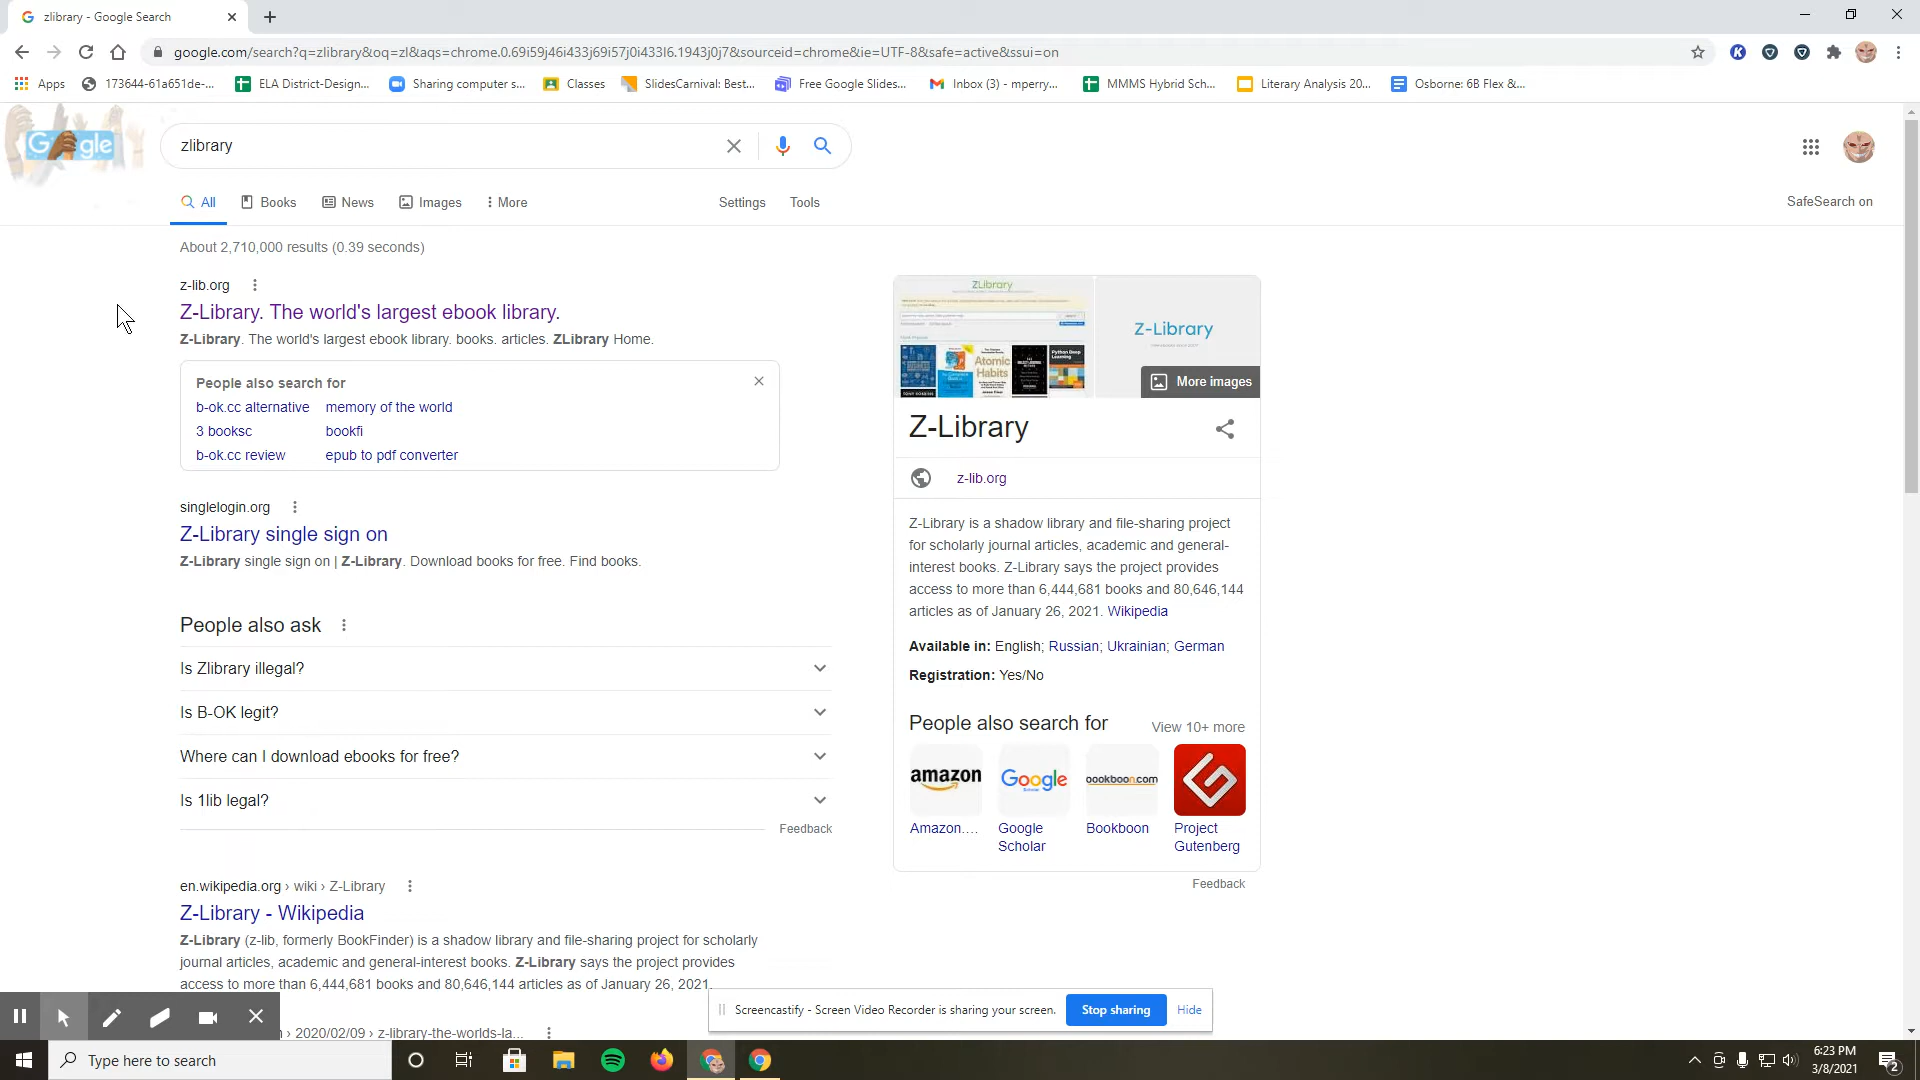 zlibrary - Google Search
google.com/search?q=zlibrary&oq=zl&aqs=chrome.0.69i59j46i433j69i57j0i433l6.1943j0j7&sourceid=chrome&ie=UTF-8&safe=active&ssui=on
Apps 173644-61a651de-... ELA District-Design... Sharing computer s... Classes SlidesCarnival: Best... Free Google Slides... Inbox (3) - mperry... MMMS Hybrid Sch... Literary Analysis 20... Osborne: 6B Flex &...
Google
zlibrary
All Books News Images More Settings Tools SafeSearch on
About 2,710,000 results (0.39 seconds)
z-lib.org
Z-Library. The world's largest ebook library.
Z-Library. The world's largest ebook library. books. articles. ZLibrary Home.
People also search for
b-ok.cc alternative memory of the world
3 booksc bookfi
b-ok.cc review epub to pdf converter
singlelogin.org
Z-Library single sign on
Z-Library single sign on | Z-Library. Download books for free. Find books.
People also ask
Is Zlibrary illegal?
Is B-OK legit?
Where can I download ebooks for free?
Is 1lib legal?
Feedback
en.wikipedia.org › wiki › Z-Library
Z-Library - Wikipedia
Z-Library (z-lib, formerly BookFinder) is a shadow library and file-sharing project for scholarly
journal articles, academic and general-interest books. Z-Library says the project provides
access to more than 6,444,681 books and 80,646,144 articles as of January 26, 2021.
› 2020/02/09 › z-library-the-worlds-la...
ZLibrary
Atomic
Habits
Python Deep
Learning
Z-Library
More images
Z-Library
z-lib.org
Z-Library is a shadow library and file-sharing project
for scholarly journal articles, academic and general-
interest books. Z-Library says the project provides
access to more than 6,444,681 books and 80,646,144
articles as of January 26, 2021. Wikipedia
Available in: English; Russian; Ukrainian; German
Registration: Yes/No
People also search for View 10+ more
amazon Google bookboon.com
Amazon.... Google Bookboon Project
Scholar Gutenberg
Feedback
Screencastify - Screen Video Recorder is sharing your screen. Stop sharing Hide
Type here to search
6:23 PM
3/8/2021
2